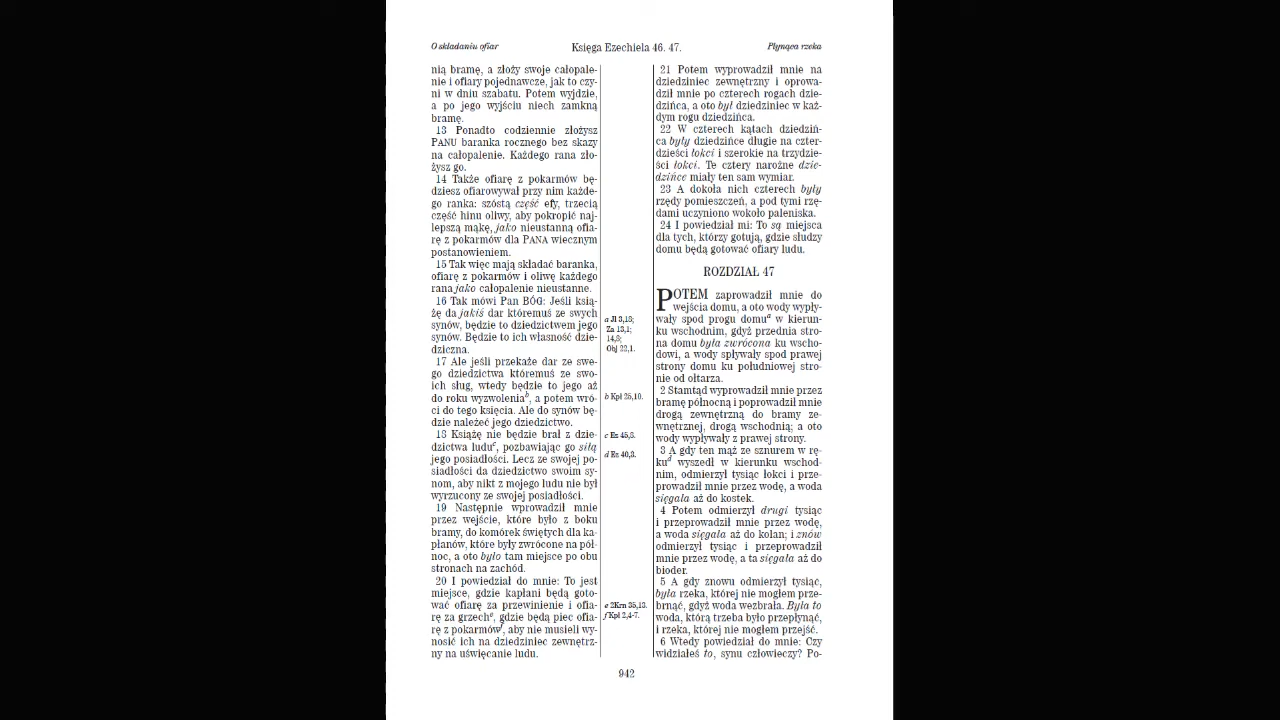 O składaniu ofiar
Księga Ezechiela 46. 47.
Płynąca rzeka
nią bramę, a złoży swoje całopale-
nie i ofiary pojednawcze, jak to czy-
ni w dniu szabatu. Potem wyjdzie,
a po jego wyjściu niech zamkną
bramę.
13 Ponadto codziennie złożysz
PANU baranka rocznego bez skazy
na całopalenie. Każdego rana zło-
żysz go.
14 Także ofiarę z pokarmów bę-
dziesz ofiarowywał przy nim każde-
go ranka: szóstą część efy, trzecią
część hinu oliwy, aby pokropić naj-
lepszą mąkę, jako nieustanną ofia-
rę z pokarmów dla PANA wiecznym
postanowieniem.
15 Tak więc mają składać baranka,
ofiarę z pokarmów i oliwę każdego
rana jako całopalenie nieustanne.
16 Tak mówi Pan BÓG: Jeśli ksią-
żę da jakiś dar któremuś ze swych
synów, będzie to dziedzictwem jego
synów. Będzie to ich własność dzie-
dziczna.
17 Ale jeśli przekaże dar ze swe-
go dziedzictwa któremuś ze swo-
ich sług, wtedy będzie to jego aż
do roku wyzwolenia b, a potem wró-
ci do tego księcia. Ale do synów bę-
dzie należeć jego dziedzictwo.
18 Książę nie będzie brał z dzie-
dzictwa ludu c, pozbawiając go siłą
jego posiadłości. Lecz ze swojej po-
siadłości da dziedzictwo swoim sy-
nom, aby nikt z mojego ludu nie był
wyrzucony ze swojej posiadłości.
19 Następnie wprowadził mnie
przez wejście, które było z boku
bramy, do komórek świętych dla ka-
płanów, które były zwrócone na pół-
noc, a oto było tam miejsce po obu
stronach na zachód.
20 I powiedział do mnie: To jest
miejsce, gdzie kapłani będą goto-
wać ofiarę za przewinienie i ofia-
rę za grzech e, gdzie będą piec ofia-
rę z pokarmów f, aby nie musieli wy-
nosić ich na dziedziniec zewnętrz-
ny na uświęcanie ludu.
a Jl 3,18;
Za 13,1;
14,8;
Obj 22,1.
b Kpł 25,10.
c Ez 45,8.
d Ez 40,3.
e 2Krn 35,13.
f Kpł 2,4-7.
21 Potem wyprowadził mnie na
dziedziniec zewnętrzny i oprowa-
dził mnie po czterech rogach dzie-
dzińca, a oto był dziedziniec w każ-
dym rogu dziedzińca.
22 W czterech kątach dziedziń-
ca były dziedzińce długie na czter-
dzieści łokci i szerokie na trzydzie-
ści łokci. Te cztery narożne dzie-
dzińce miały ten sam wymiar.
23 A dokoła nich czterech były
rzędy pomieszczeń, a pod tymi rzę-
dami uczyniono wokoło paleniska.
24 I powiedział mi: To są miejsca
dla tych, którzy gotują, gdzie słudzy
domu będą gotować ofiary ludu.
ROZDZIAŁ 47
POTEM zaprowadził mnie do
wejścia domu, a oto wody wypły-
wały spod progu domu a w kierun-
ku wschodnim, gdyż przednia stro-
na domu była zwrócona ku wscho-
dowi, a wody spływały spod prawej
strony domu ku południowej stro-
nie od ołtarza.
2 Stamtąd wyprowadził mnie przez
bramę północną i poprowadził mnie
drogą zewnętrzną do bramy ze-
wnętrznej, drogą wschodnią; a oto
wody wypływały z prawej strony.
3 A gdy ten mąż ze sznurem w rę-
ku d wyszedł w kierunku wschod-
nim, odmierzył tysiąc łokci i prze-
prowadził mnie przez wodę, a woda
sięgała aż do kostek.
4 Potem odmierzył drugi tysiąc
i przeprowadził mnie przez wodę,
a woda sięgała aż do kolan; i znów
odmierzył tysiąc i przeprowadził
mnie przez wodę, a ta sięgała aż do
bioder.
5 A gdy znowu odmierzył tysiąc,
była rzeka, której nie mogłem prze-
brnąć, gdyż woda wezbrała. Była to
woda, którą trzeba było przepłynąć,
i rzeka, której nie mogłem przejść.
6 Wtedy powiedział do mnie: Czy
widziałeś to, synu człowieczy? Po-
942